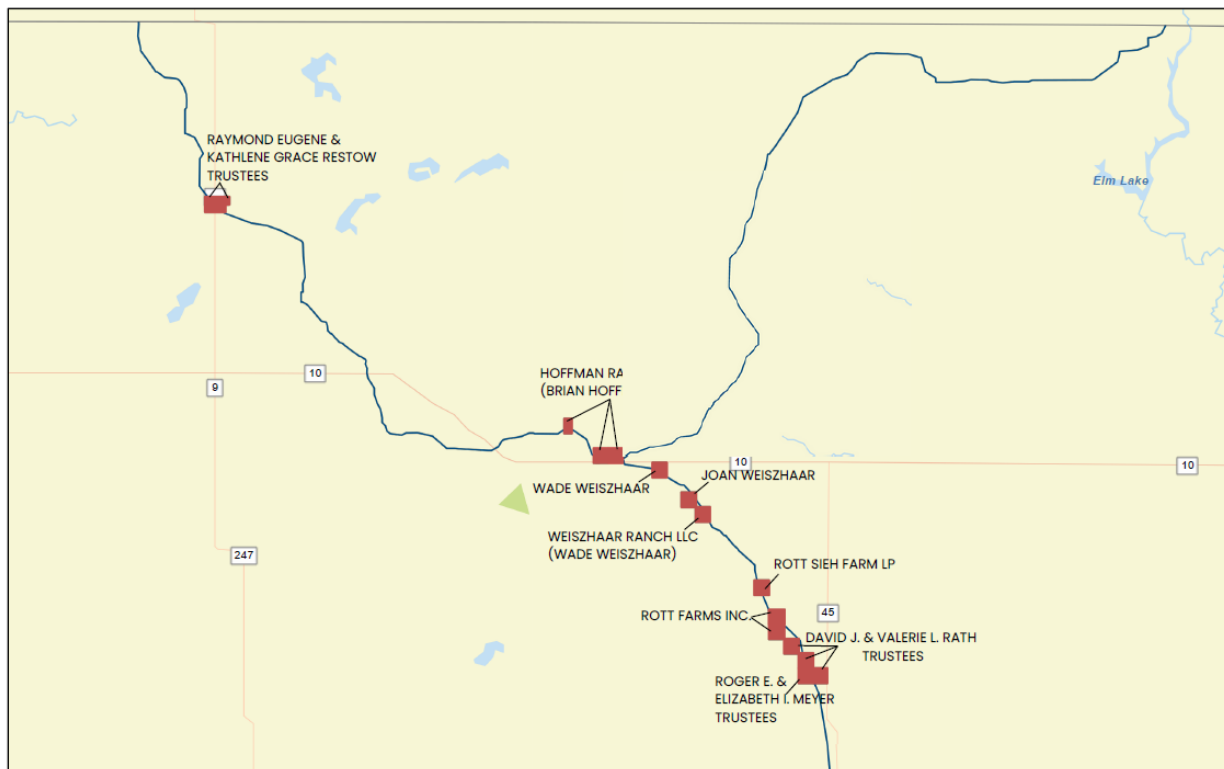 RAYMOND EUGENE &
KATHLENE GRACE RESTOW
TRUSTEES
Elm Lake
10
9
HOFFMAN RA
(BRIAN HOFF
10
10
JOAN WEISZHAAR
WADE WEISZHAAR
WEISZHAAR RANCH LLC
(WADE WEISZHAAR)
247
ROTT SIEH FARM LP
ROTT FARMS INC.
45
DAVID J. & VALERIE L. RATH
TRUSTEES
ROGER E. &
ELIZABETH I. MEYER
TRUSTEES